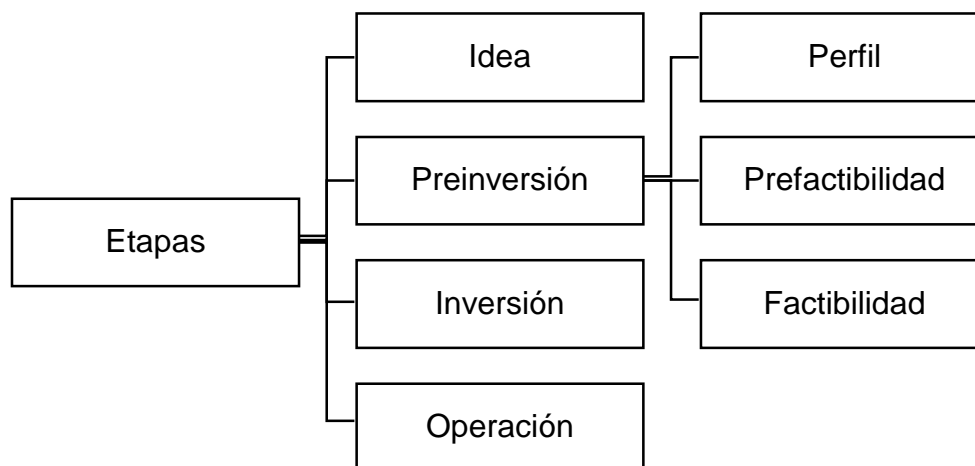 Etapas
Idea
Preinversión
Inversión
Operación
Perfil
Prefactibilidad
Factibilidad